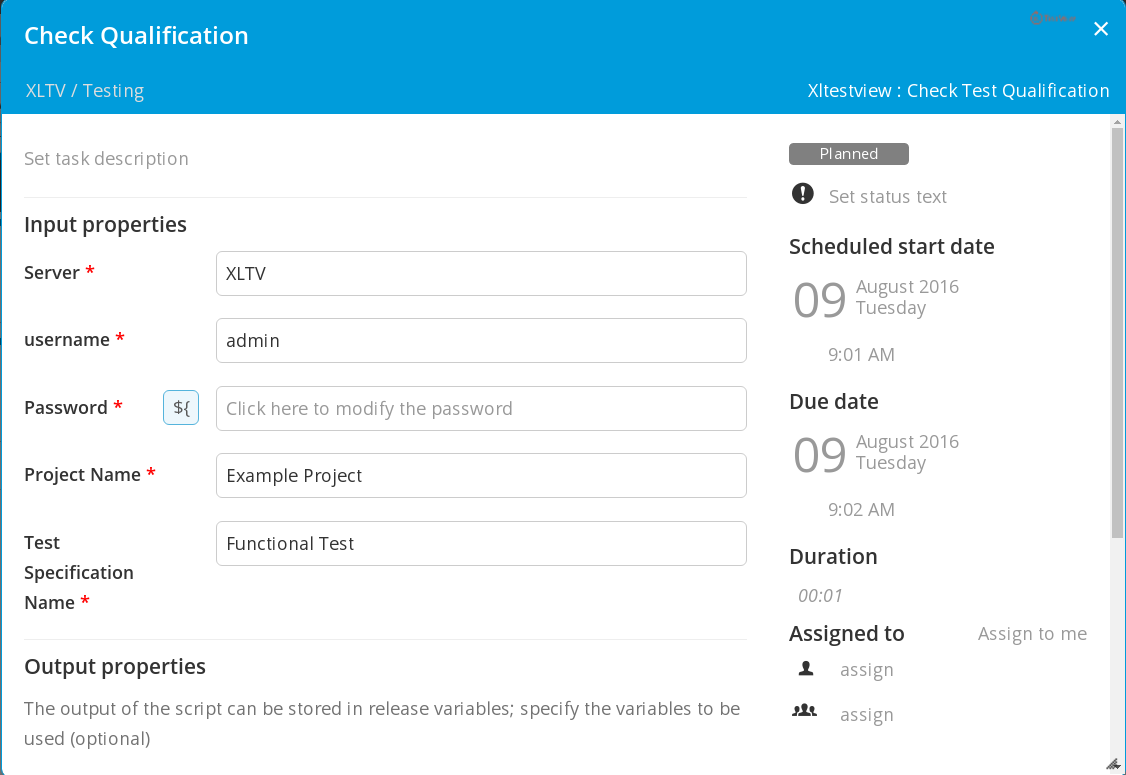 Check Qualification
×
XLTV / Testing
Xltestview : Check Test Qualification
Set task description
Input properties
Server *
XLTV
username *
admin
Password *
${
Click here to modify the password
Project Name *
Example Project
Test
Specification
Name *
Functional Test
Output properties
The output of the script can be stored in release variables; specify the variables to be
used (optional)
Planned
Set status text
Scheduled start date
09
August 2016
Tuesday
9:01 AM
Due date
09
August 2016
Tuesday
9:02 AM
Duration
00:01
Assigned to
Assign to me
assign
assign